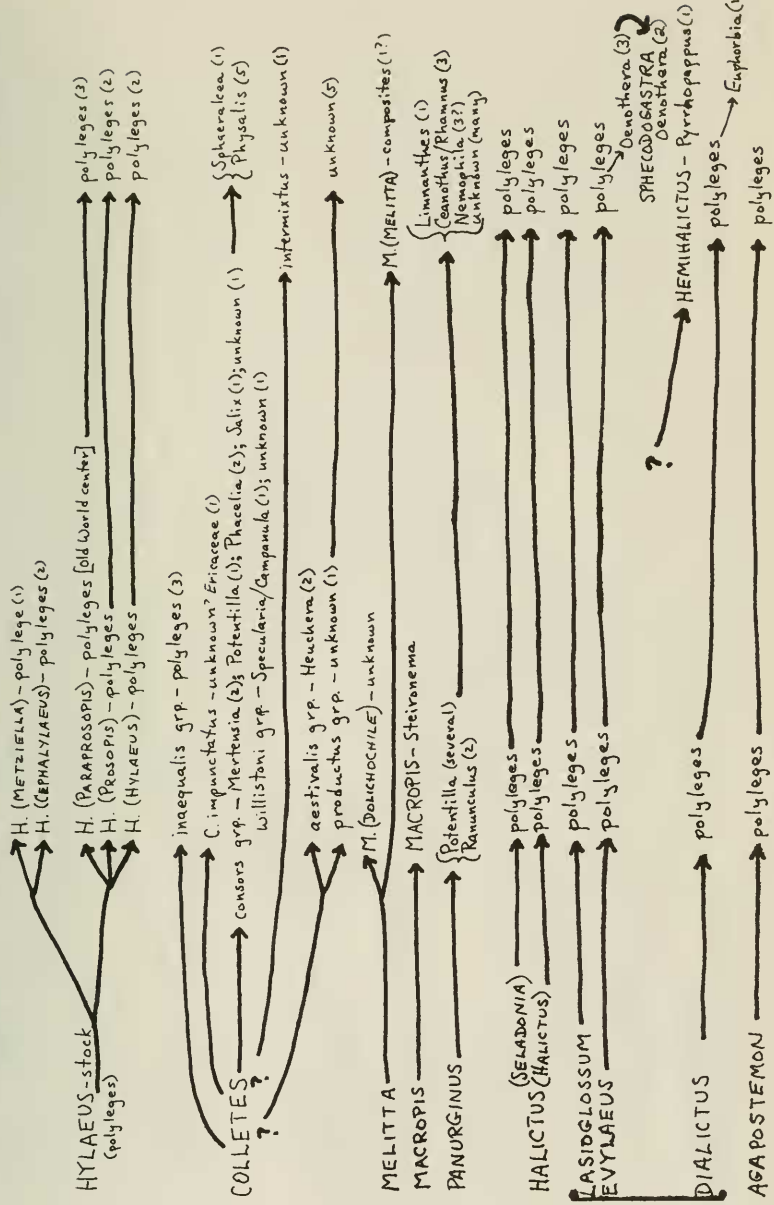 H. (METZIELLA) – polylege (1)
H. (CEPHALYLAEUS) – polyleges (2)
HYLAEUS-stock
(polyleges)
H. (PARAPROSOPIS) – polyleges [Old World center] polyleges (3)
H. (PROSOPIS) – polyleges polyleges (2)
H. (HYLAEUS) – polyleges polyleges (2)
inaequalis grp. – polyleges (3)
C. impunctatus – unknown? Ericaceae (1)
COLLETES
?
?
consors grp. – Mertensia (2); Potentilla (1); Phacelia (2); Salix (1); unknown (1) { Sphaeralcea (1)
{ Physalis (5)
Willistoni grp. – Specularia/Campanula (1); unknown (1)
intermixtus – unknown (1)
aestivalis grp. – Heuchera (2)
productus grp. – unknown (1) unknown (5)
M. (DOLICHOCHILE) – unknown
MELITTA M. (MELITTA) – composites (1?)
MACROPIS MACROPIS – Steironema
PANURGINUS { Potentilla (several)
Ranunculus (2)
{ Limnanthes (1)
Ceanothus/Rhamnus (3)
Nemophila (3?)
unknown (many)
HALICTUS (SELADONIA) polyleges polyleges
(HALICTUS) polyleges polyleges
LASIOGLOSSUM polyleges polyleges
EVYLAEUS polyleges polyleges
Oenothera (3)
SPHECODOGASTRA
Oenothera (2)
? HEMIHALICTUS – Pyrrhopappus (1)
DIALICTUS polyleges polyleges Euphorbia (1
AGAPOSTEMON polyleges polyleges